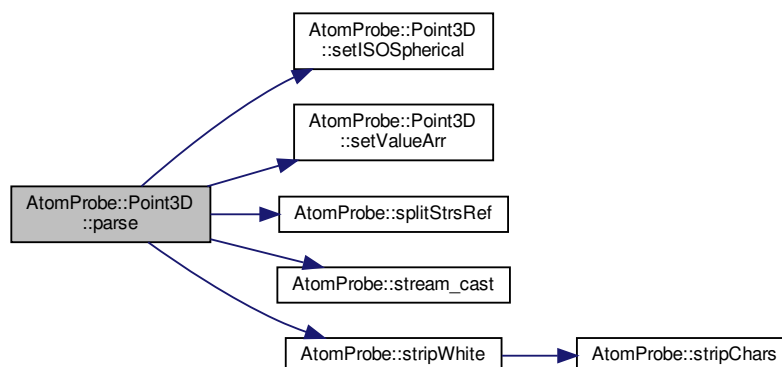 AtomProbe::Point3D
::setISOSpherical
AtomProbe::Point3D
::setValueArr
AtomProbe::Point3D
::parse
AtomProbe::splitStrsRef
AtomProbe::stream_cast
AtomProbe::stripWhite
AtomProbe::stripChars